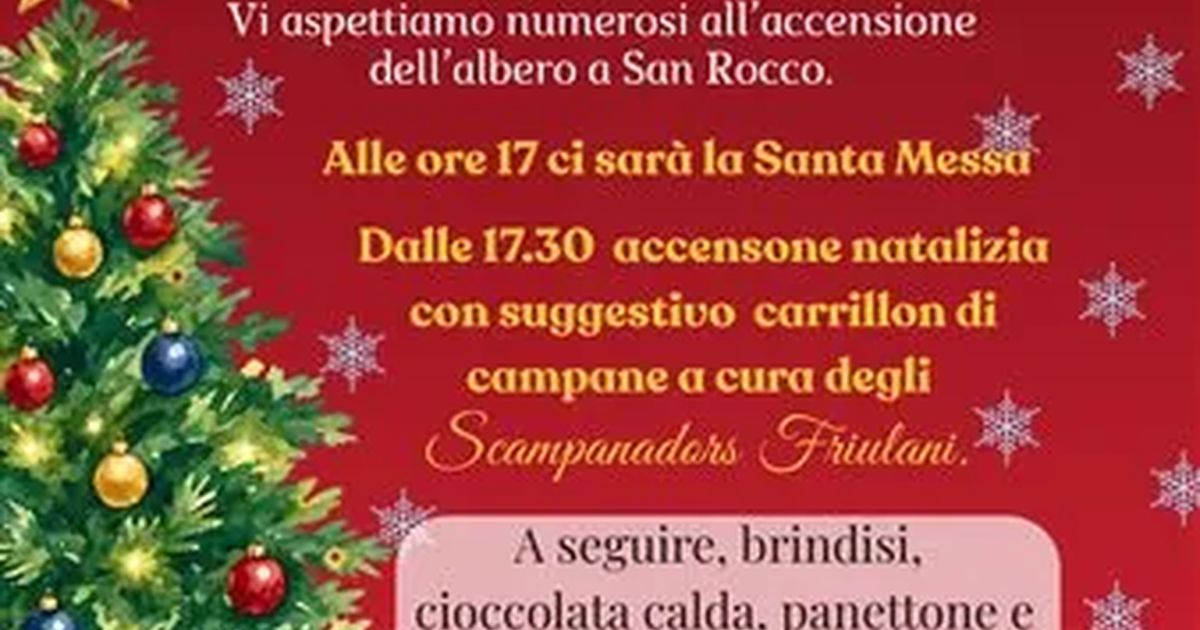 Vi aspettiamo numerosi all’accensione
dell’albero a San Rocco.
Alle ore 17 ci sarà la Santa Messa
Dalle 17.30 accensone natalizia
con suggestivo carrillon di
campane a cura degli
Scampanadors Friulani.
A seguire, brindisi,
cioccolata calda, panettone e